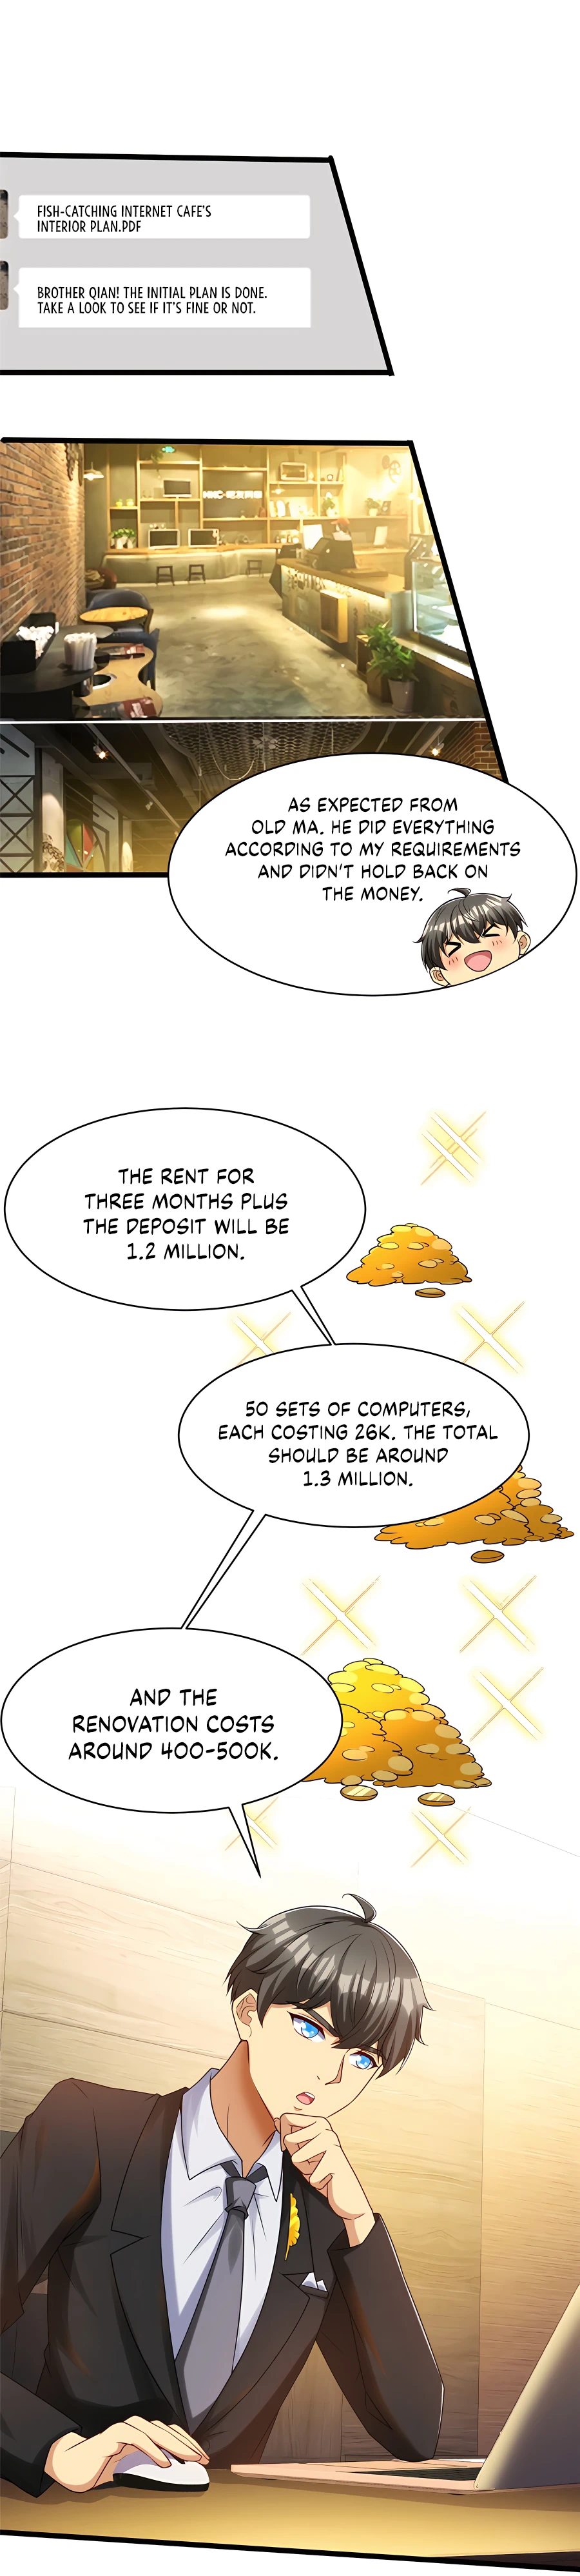 FISH-CATCHING INTERNET CAFE'S
INTERIOR PLAN.PDF
BROTHER QIAN! THE INITIAL PLAN IS DONE.
TAKE A LOOK TO SEE IF IT'S FINE OR NOT.
AS EXPECTED FROM
OLD MA. HE DID EVERYTHING
ACCORDING TO MY REQUIREMENTS
AND DIDN'T HOLD BACK ON
THE MONEY.
THE RENT FOR
THREE MONTHS PLUS
THE DEPOSIT WILL BE
1.2 MILLION.
50 SETS OF COMPUTERS,
EACH COSTING 26K. THE TOTAL
SHOULD BE AROUND
1.3 MILLION.
AND THE
RENOVATION COSTS
AROUND 400-500K.